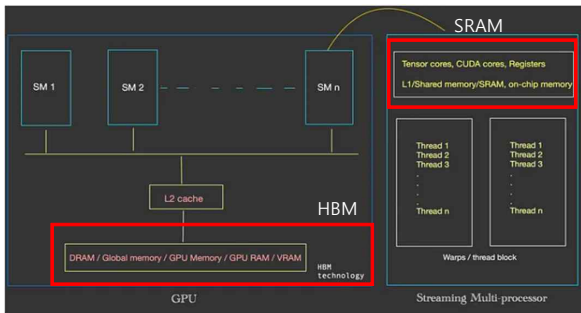 SRAM
SM 1
SM 2
SM n
Tensor cores, CUDA cores, Registers
L1/Shared memory/SRAM, on-chip memory
L2 cache
HBM
DRAM / Global memory / GPU Memory / GPU RAM / VRAM
HBM
technology
GPU
Thread 1
Thread 2
Thread 3
.
.
.
.
Thread n
Thread 1
Thread 2
Thread 3
.
.
.
.
Thread n
Warps / thread block
Streaming Multi-processor